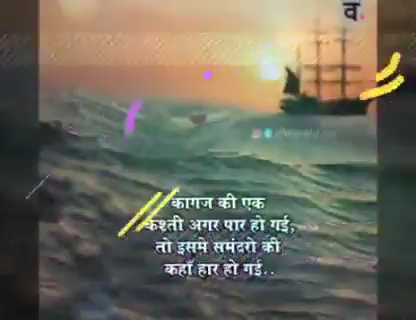 व.
कागज की एक
कश्ती अगर पार हो गई,
तो इसमे समंदरो की
कहाँ हार हो गई..